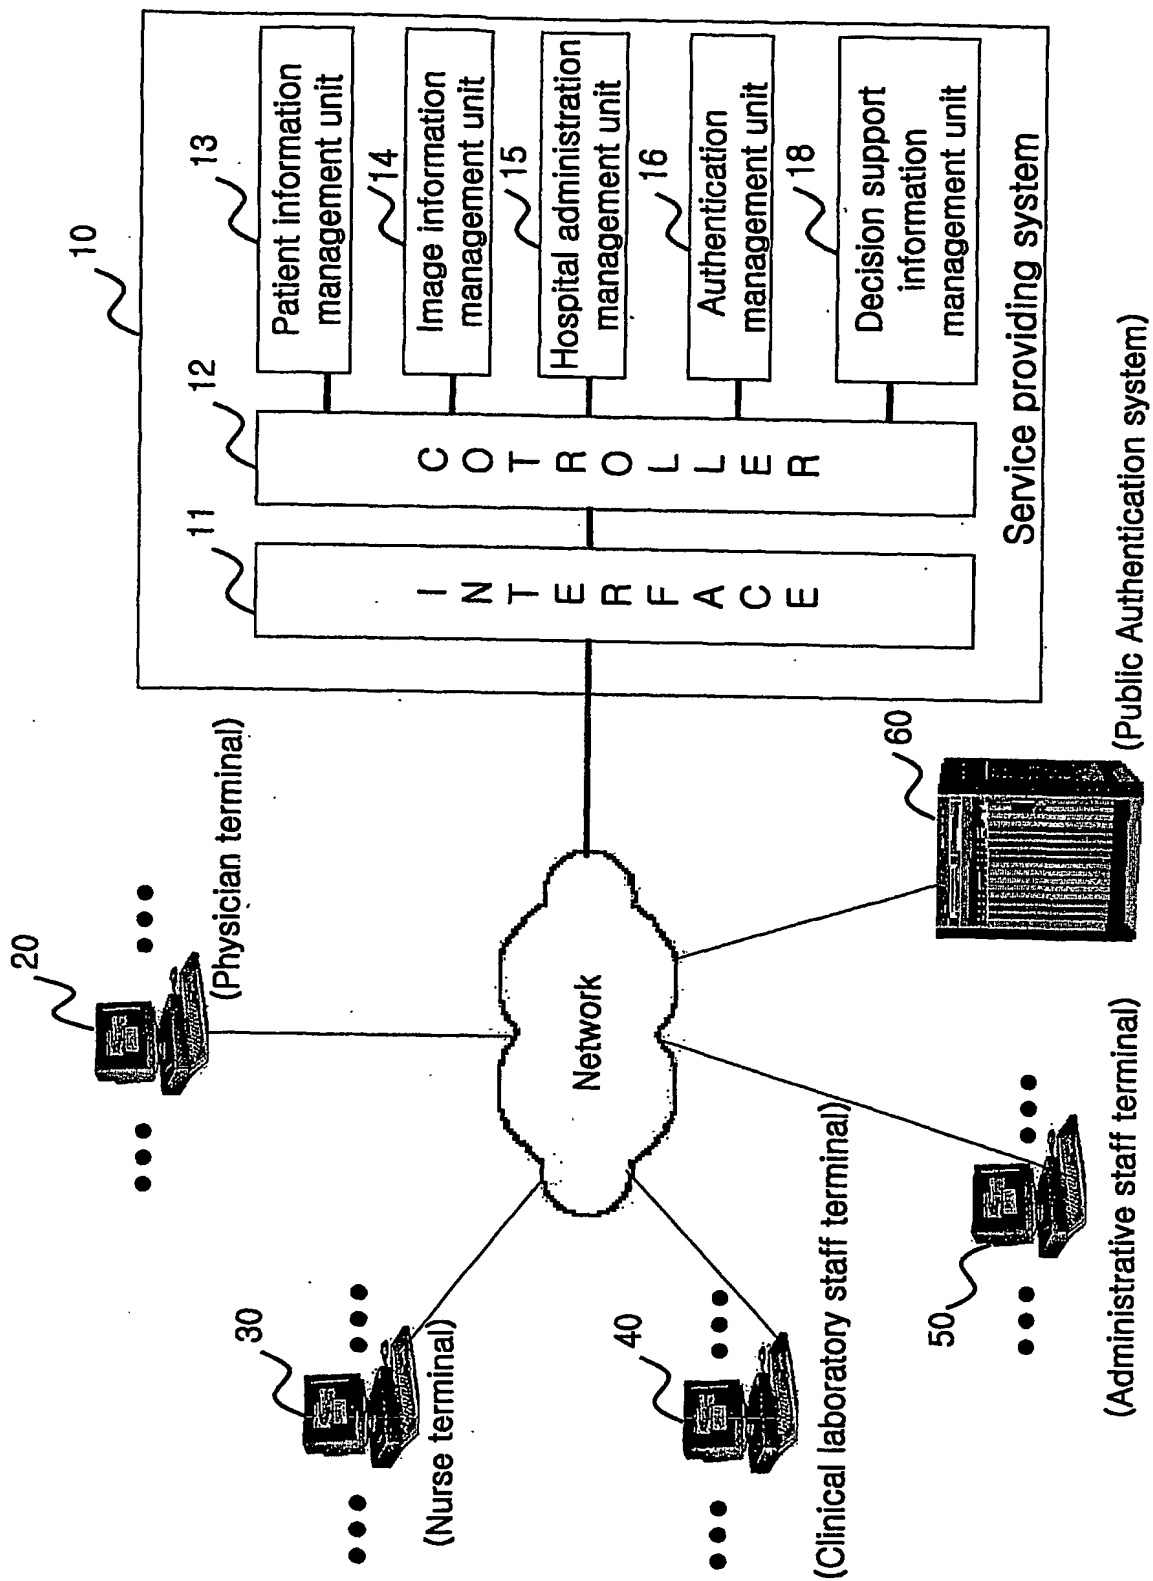 10
11
12
13
Patient information
management unit
14
Image information
management unit
15
Hospital administration
management unit
16
Authentication
management unit
18
Decision support
information
management unit
COTROLLER
INTERFACE
Service providing system
20
(Physician terminal)
30
(Nurse terminal)
Network
40
(Clinical laboratory staff terminal)
50
(Administrative staff terminal)
60
(Public Authentication system)